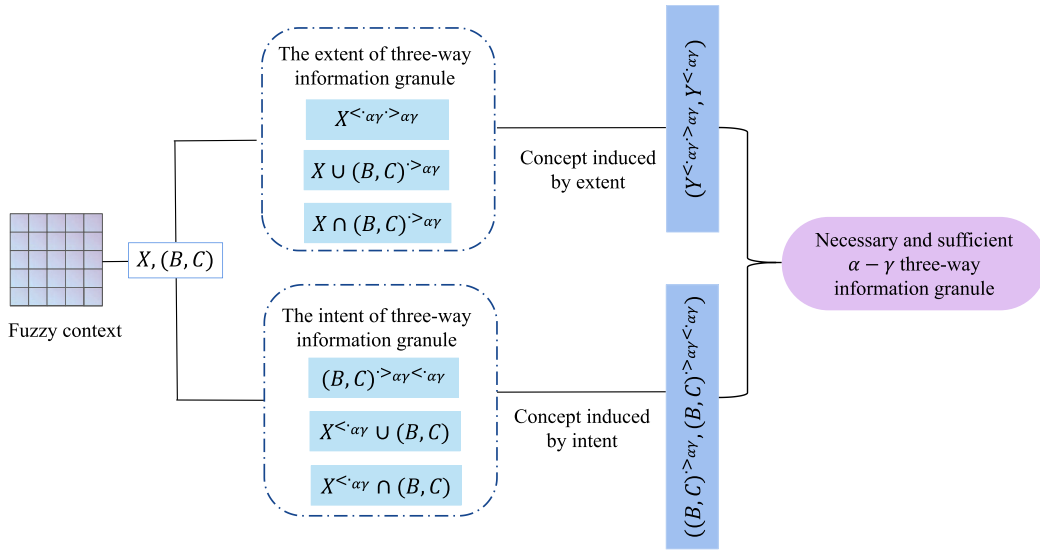 The extent of three-way
information granule
X^{<·αγ·>αγ}
X ∪ (B, C)^{·>αγ}
X ∩ (B, C)^{·>αγ}
Concept induced
by extent
(Y^{<·αγ·>αγ}, Y^{<·αγ})
Fuzzy context
X, (B, C)
The intent of three-way
information granule
(B, C)^{·>αγ<·αγ}
X^{<·αγ} ∪ (B, C)
X^{<·αγ} ∩ (B, C)
Concept induced
by intent
((B, C)^{·>αγ}, (B, C)^{·>αγ<·αγ})
Necessary and sufficient
α − γ three-way
information granule